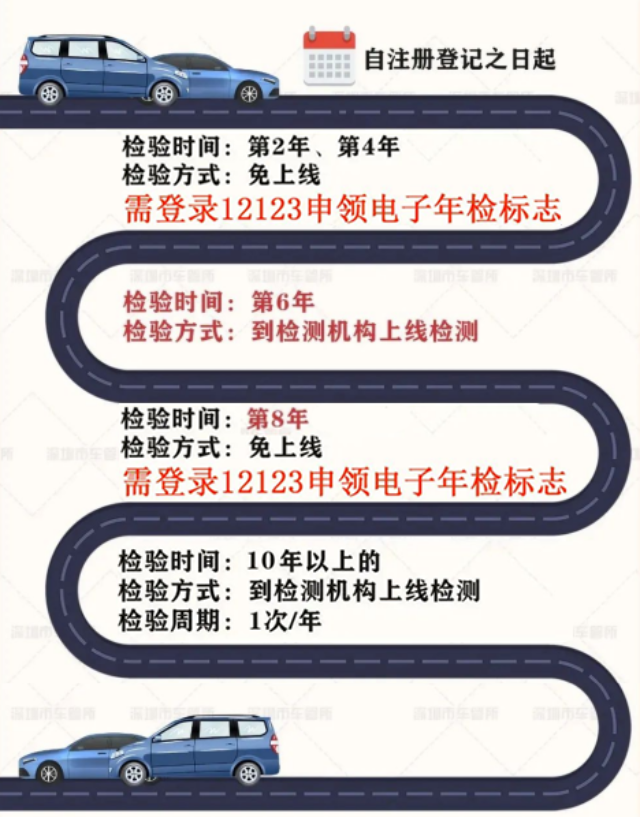 自注册登记之日起
检验时间：第2年、第4年
检验方式：免上线
需登录12123申领电子年检标志
检验时间：第6年
检验方式：到检测机构上线检测
检验时间：第8年
检验方式：免上线
需登录12123申领电子年检标志
检验时间：10年以上的
检验方式：到检测机构上线检测
检验周期：1次/年
深圳市车管所